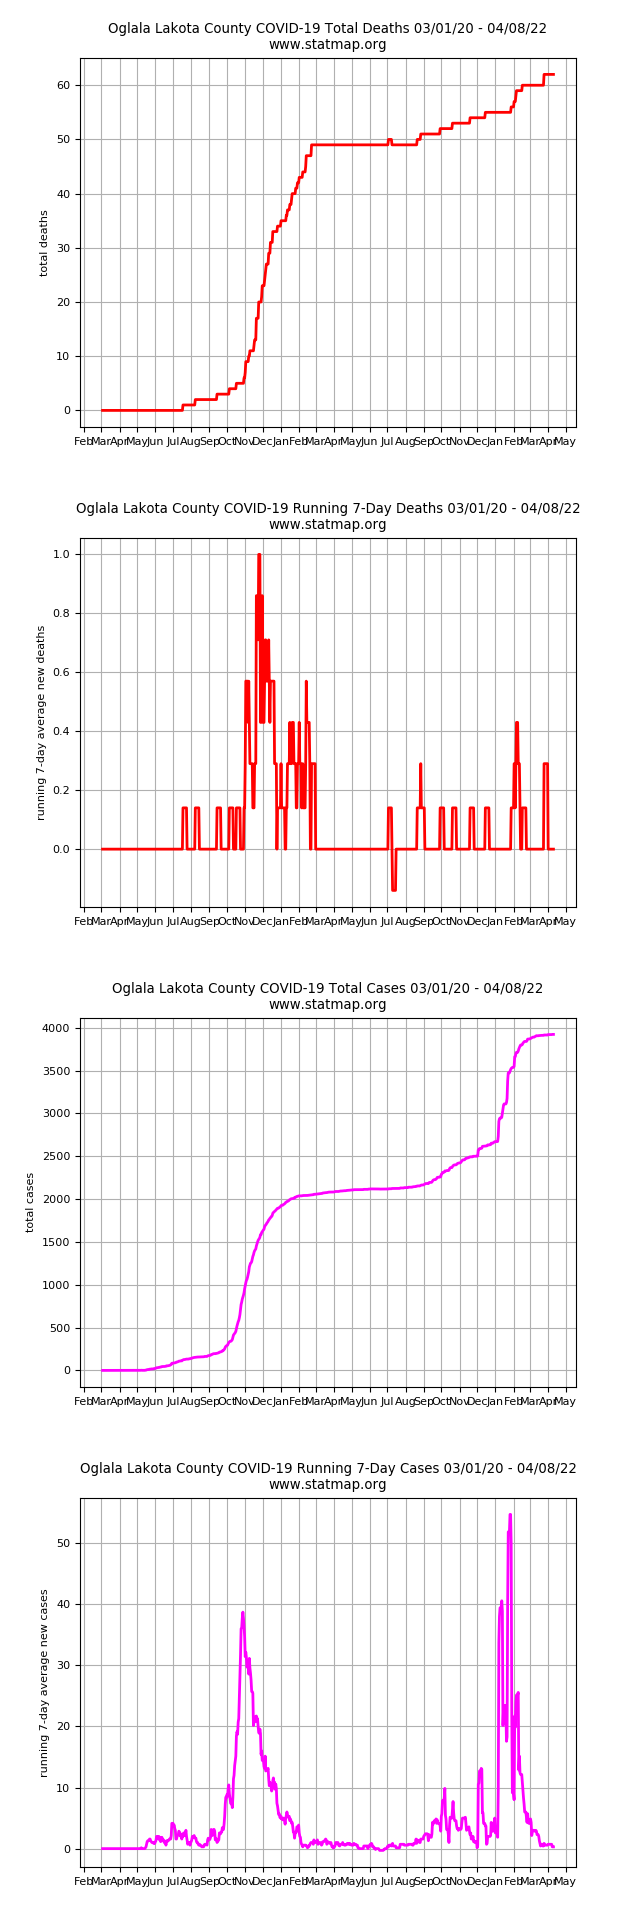 Oglala Lakota County COVID-19 Total Deaths 03/01/20 - 04/08/22
www.statmap.org
60
50
40
30
20
10
0
total deaths
Feb Mar Apr May Jun Jul Aug Sep Oct Nov Dec Jan Feb Mar Apr May Jun Jul Aug Sep Oct Nov Dec Jan Feb Mar Apr May
Oglala Lakota County COVID-19 Running 7-Day Deaths 03/01/20 - 04/08/22
www.statmap.org
1.0
0.8
0.6
0.4
0.2
0.0
running 7-day average new deaths
Feb Mar Apr May Jun Jul Aug Sep Oct Nov Dec Jan Feb Mar Apr May Jun Jul Aug Sep Oct Nov Dec Jan Feb Mar Apr May
Oglala Lakota County COVID-19 Total Cases 03/01/20 - 04/08/22
www.statmap.org
4000
3500
3000
2500
2000
1500
1000
500
0
total cases
Feb Mar Apr May Jun Jul Aug Sep Oct Nov Dec Jan Feb Mar Apr May Jun Jul Aug Sep Oct Nov Dec Jan Feb Mar Apr May
Oglala Lakota County COVID-19 Running 7-Day Cases 03/01/20 - 04/08/22
www.statmap.org
50
40
30
20
10
0
running 7-day average new cases
Feb Mar Apr May Jun Jul Aug Sep Oct Nov Dec Jan Feb Mar Apr May Jun Jul Aug Sep Oct Nov Dec Jan Feb Mar Apr May